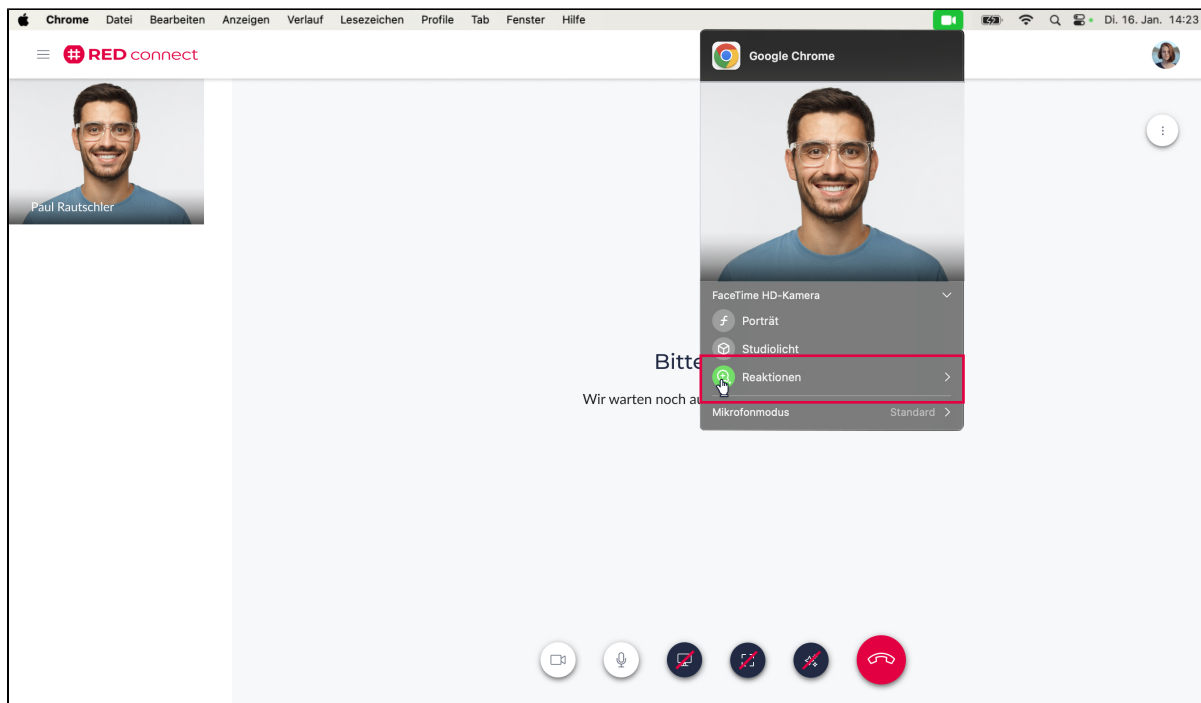 Chrome Datei Bearbeiten Anzeigen Verlauf Lesezeichen Profile Tab Fenster Hilfe Di. 16. Jan. 14:23
RED connect
Google Chrome
Paul Rautschler
FaceTime HD-Kamera
Porträt
Studiolicht
Bitte
Reaktionen
Wir warten noch au
Mikrofonmodus Standard